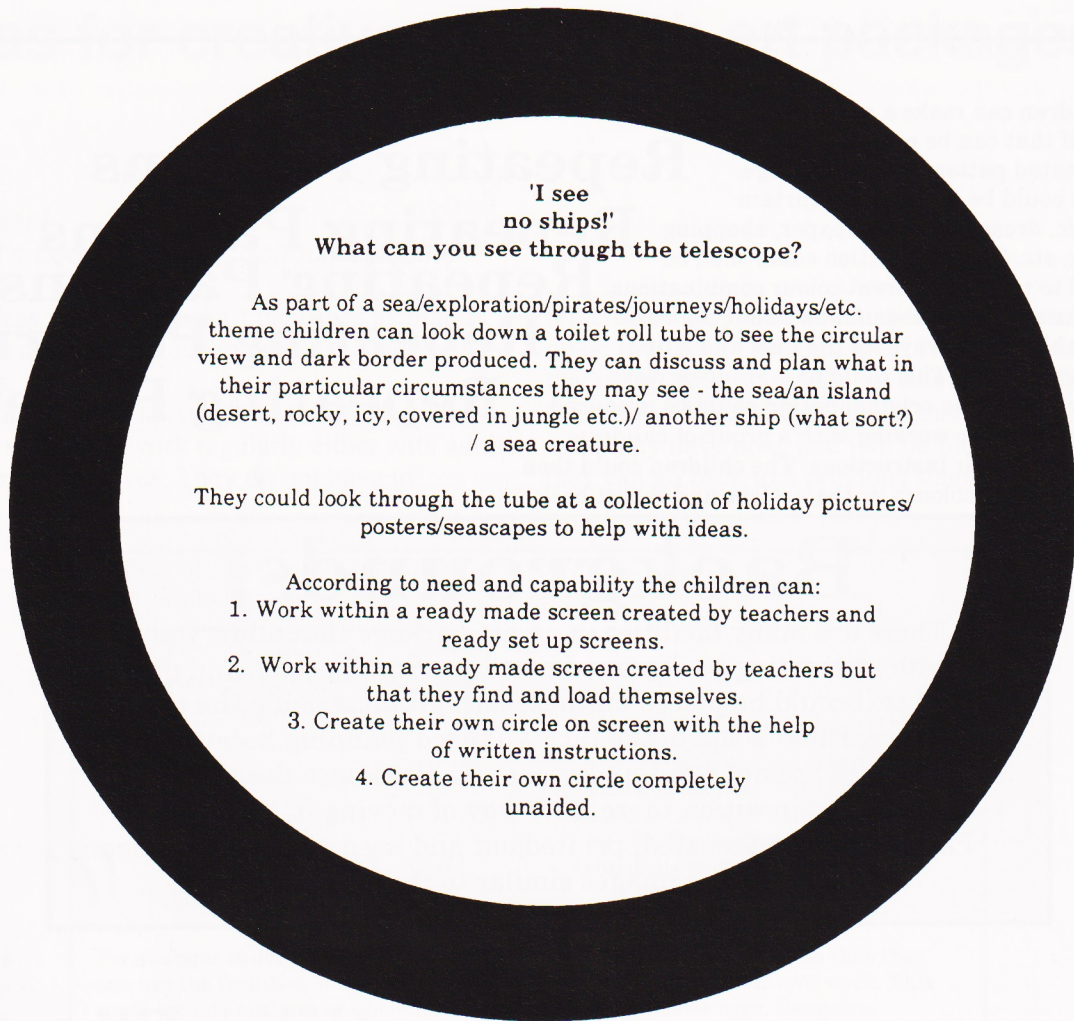 'I see
no ships!'
What can you see through the telescope?
As part of a sea/exploration/pirates/journeys/holidays/etc.
theme children can look down a toilet roll tube to see the circular
view and dark border produced. They can discuss and plan what in
their particular circumstances they may see - the sea/an island
(desert, rocky, icy, covered in jungle etc.)/ another ship (what sort?)
/ a sea creature.
They could look through the tube at a collection of holiday pictures/
posters/seascapes to help with ideas.
According to need and capability the children can:
1. Work within a ready made screen created by teachers and
ready set up screens.
2. Work within a ready made screen created by teachers but
that they find and load themselves.
3. Create their own circle on screen with the help
of written instructions.
4. Create their own circle completely
unaided.